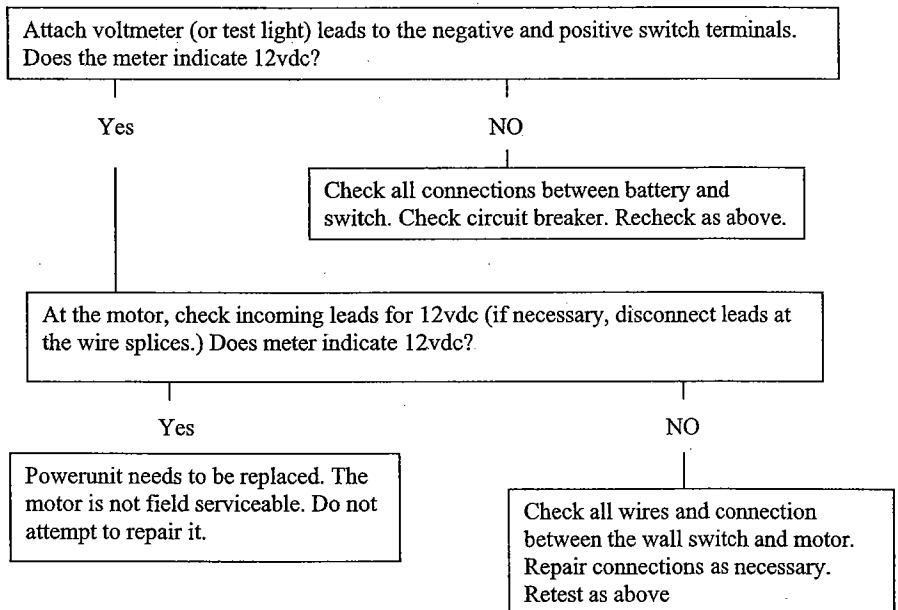 Attach voltmeter (or test light) leads to the negative and positive switch terminals.
Does the meter indicate 12vdc?
Yes
NO
Check all connections between battery and
switch. Check circuit breaker. Recheck as above.
At the motor, check incoming leads for 12vdc (if necessary, disconnect leads at
the wire splices.) Does meter indicate 12vdc?
Yes
NO
Powerunit needs to be replaced. The
motor is not field serviceable. Do not
attempt to repair it.
Check all wires and connection
between the wall switch and motor.
Repair connections as necessary.
Retest as above